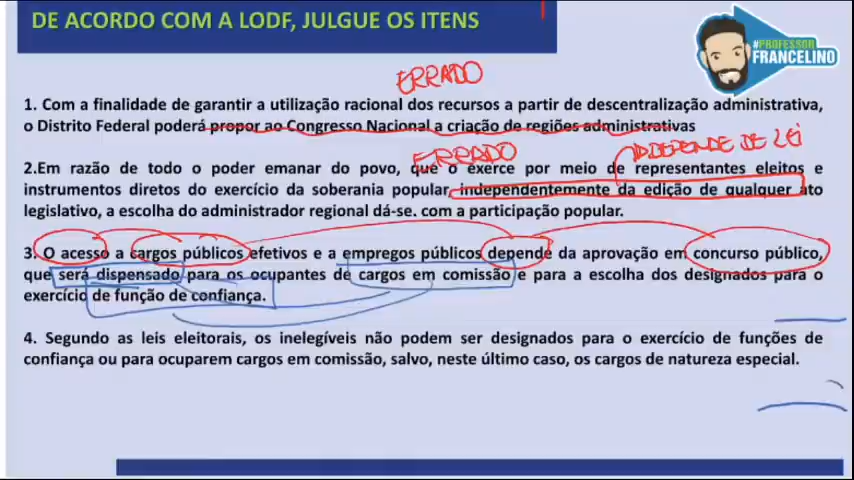 DE ACORDO COM A LODF, JULGUE OS ITENS
#PROFESSOR
FRANCELINO
ERRADO
1. Com a finalidade de garantir a utilização racional dos recursos a partir de descentralização administrativa,
o Distrito Federal poderá propor ao Congresso Nacional a criação de regiões administrativas
ERRADO
DEPENDE DE LEI
2.Em razão de todo o poder emanar do povo, que o exerce por meio de representantes eleitos e
instrumentos diretos do exercício da soberania popular, independentemente da edição de qualquer ato
legislativo, a escolha do administrador regional dá-se. com a participação popular.
3. O acesso a cargos públicos efetivos e a empregos públicos depende da aprovação em concurso público,
que será dispensado para os ocupantes de cargos em comissão e para a escolha dos designados para o
exercício de função de confiança.
4. Segundo as leis eleitorais, os inelegíveis não podem ser designados para o exercício de funções de
confiança ou para ocuparem cargos em comissão, salvo, neste último caso, os cargos de natureza especial.